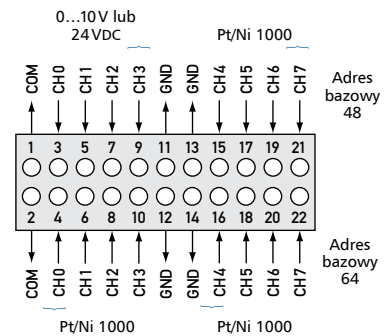 0...10 V lub
24 VDC
Pt/Ni 1000
COM CH0 CH1 CH2 CH3 GND GND CH4 CH5 CH6 CH7
Adres
bazowy
48
1 3 5 7 9 11 13 15 17 19 21
2 4 6 8 10 12 14 16 18 20 22
COM CH0 CH1 CH2 CH3 GND GND CH4 CH5 CH6 CH7
Adres
bazowy
64
Pt/Ni 1000
Pt/Ni 1000